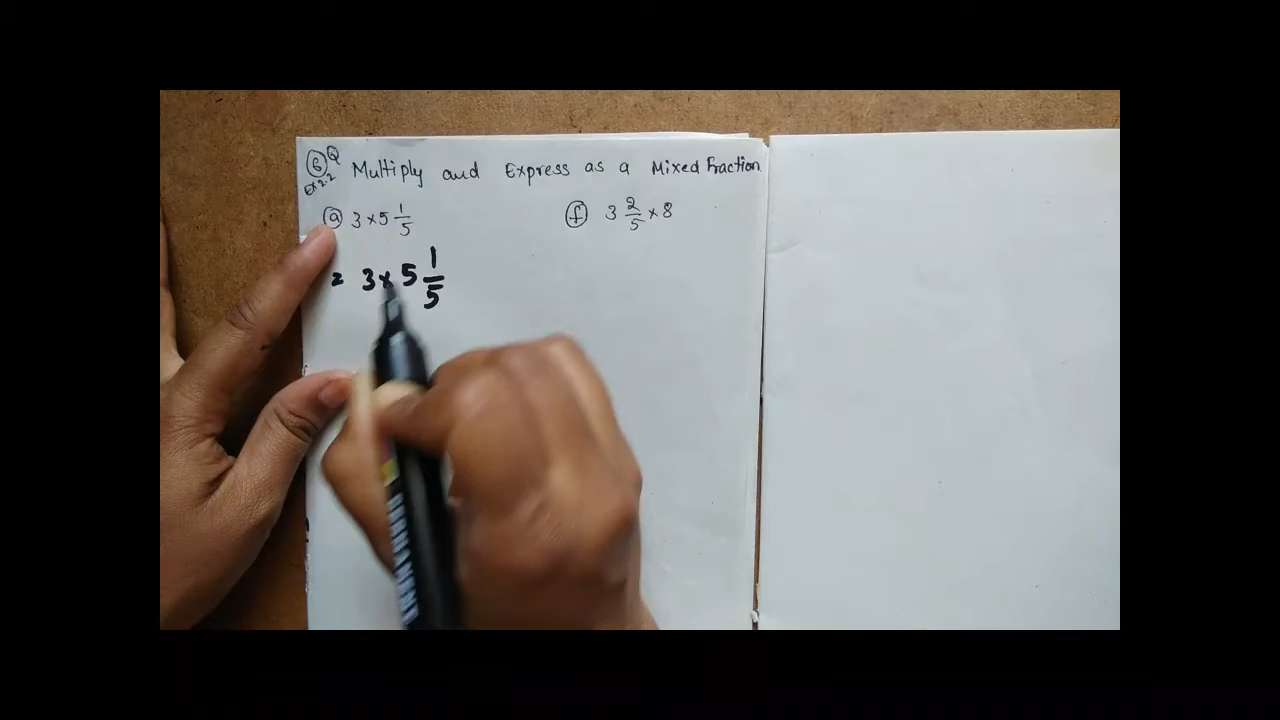 6 Q Multiply and Express as a Mixed Fraction
Ex 2.2
a 3 × 5 1/5
f 3 2/5 × 8
= 3 × 5 1/5